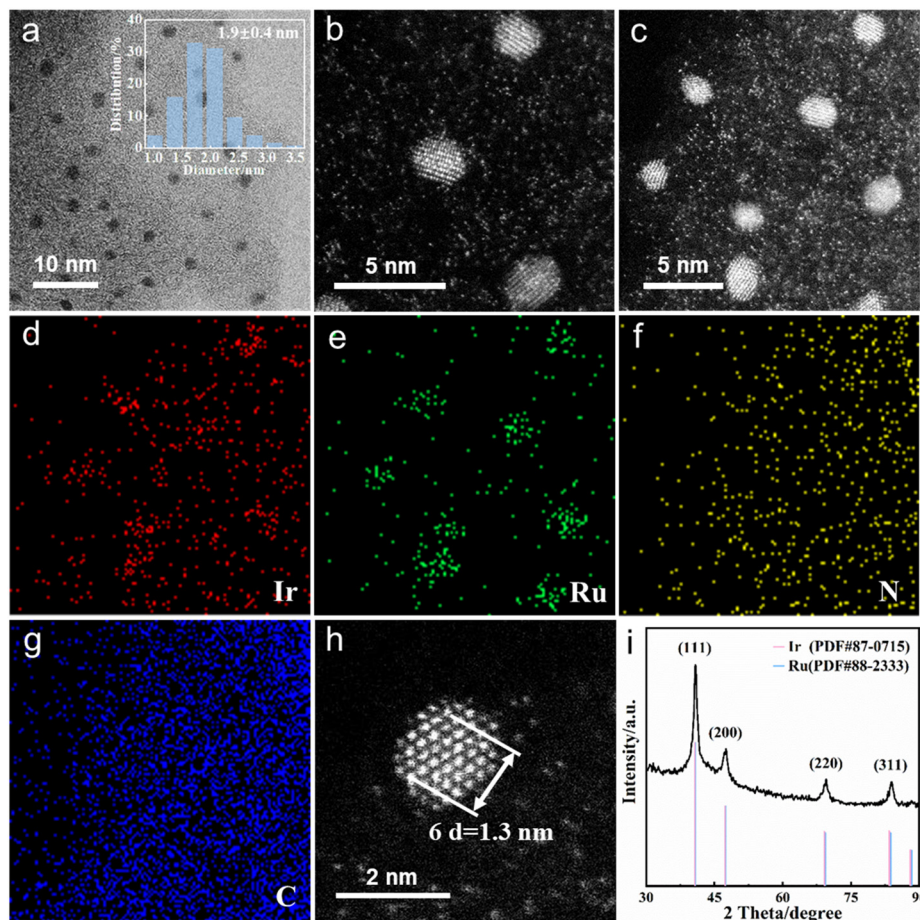 a
1.9±0.4 nm
Distribution/%
40
30
20
10
0
1.0 1.5 2.0 2.5 3.0 3.5
Diameter/nm
10 nm
b
5 nm
c
5 nm
d
Ir
e
Ru
f
N
g
C
h
6 d=1.3 nm
2 nm
i
Ir (PDF#87-0715)
Ru(PDF#88-2333)
(111)
(200)
(220)
(311)
Intensity/a.u.
30 45 60 75 9
2 Theta/degree